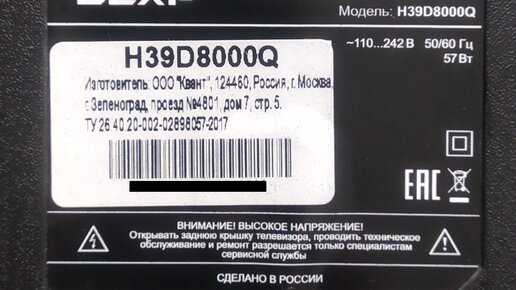 Модель: H39D8000Q
~110...242 В 50/60 Гц
57 Вт
H39D8000Q
Изготовитель: ООО "Квант", 124460, Россия, г. Москва,
г. Зеленоград, проезд №4801, дом 7, стр. 5.
ТУ 26.40.20-002-02898057-2017
EAC
ВНИМАНИЕ! ВЫСОКОЕ НАПРЯЖЕНИЕ!
Открывать заднюю крышку телевизора, проводить техническое
обслуживание и ремонт разрешается только специалистам
сервисной службы.
СДЕЛАНО В РОССИИ